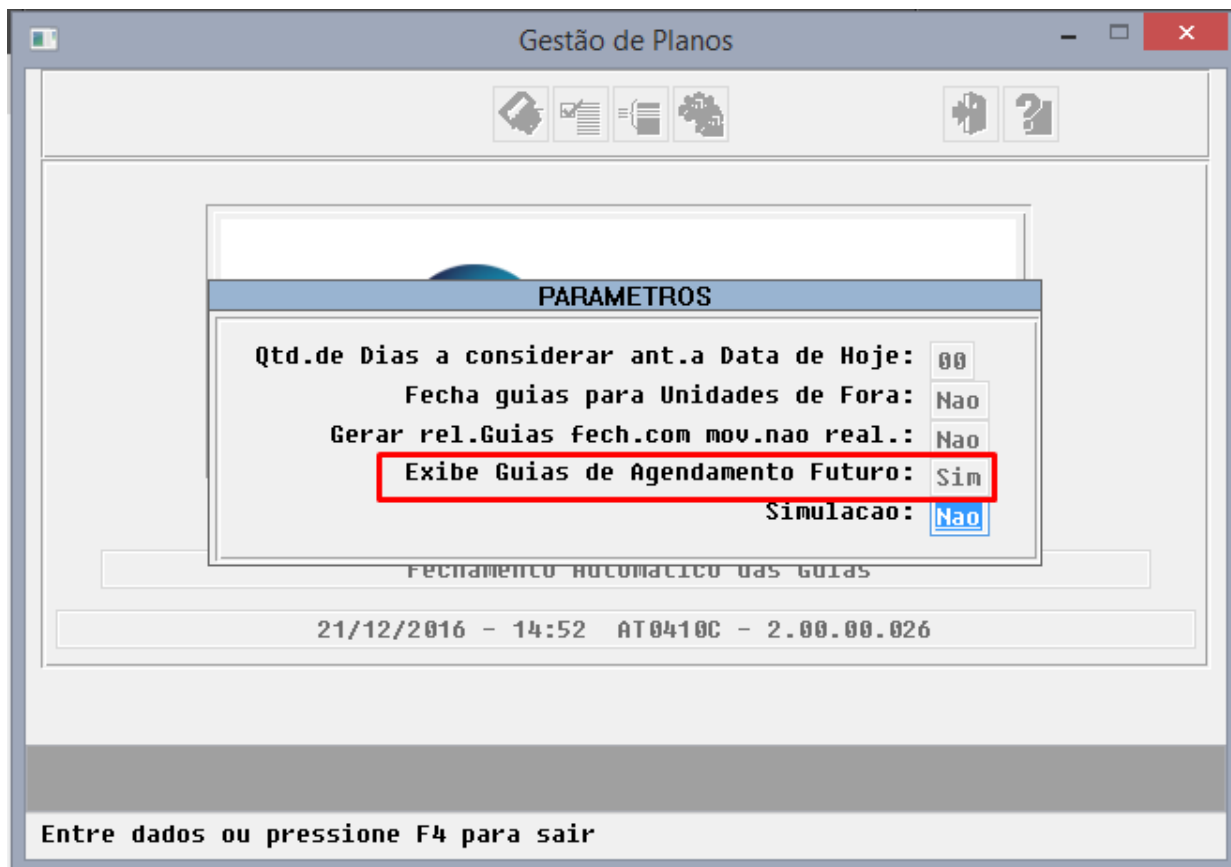 Gestão de Planos
PARAMETROS
Qtd.de Dias a considerar ant.a Data de Hoje: 00
Fecha guias para Unidades de Fora: Nao
Gerar rel.Guias fech.com mov.nao real.: Nao
Exibe Guias de Agendamento Futuro: Sim
Simulacao: Nao
Fechamento Automatico das Guias
21/12/2016 - 14:52 AT0410C - 2.00.00.026
Entre dados ou pressione F4 para sair